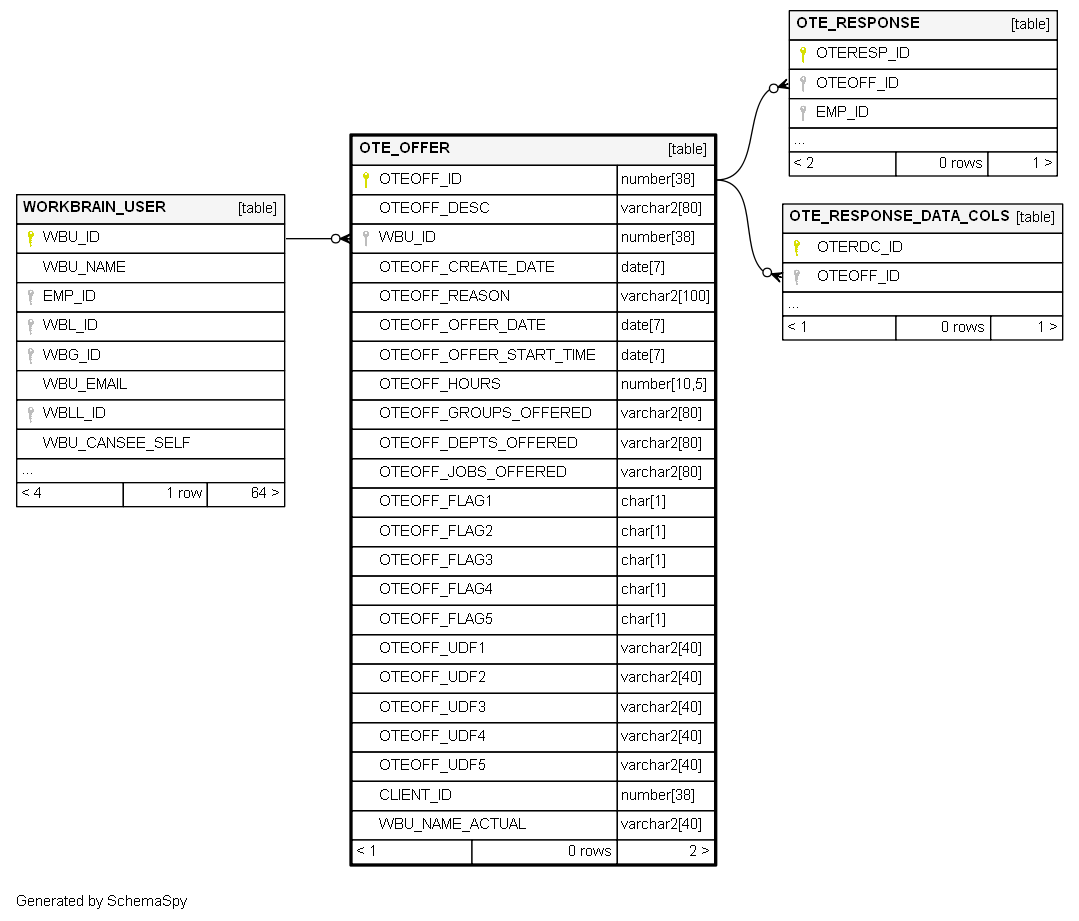 WORKBRAIN_USER [table]
WBU_ID
WBU_NAME
EMP_ID
WBL_ID
WBG_ID
WBU_EMAIL
WBLL_ID
WBU_CANSEE_SELF
...
< 4 1 row 64 >
OTE_OFFER [table]
OTEOFF_ID number[38]
OTEOFF_DESC varchar2[80]
WBU_ID number[38]
OTEOFF_CREATE_DATE date[7]
OTEOFF_REASON varchar2[100]
OTEOFF_OFFER_DATE date[7]
OTEOFF_OFFER_START_TIME date[7]
OTEOFF_HOURS number[10,5]
OTEOFF_GROUPS_OFFERED varchar2[80]
OTEOFF_DEPTS_OFFERED varchar2[80]
OTEOFF_JOBS_OFFERED varchar2[80]
OTEOFF_FLAG1 char[1]
OTEOFF_FLAG2 char[1]
OTEOFF_FLAG3 char[1]
OTEOFF_FLAG4 char[1]
OTEOFF_FLAG5 char[1]
OTEOFF_UDF1 varchar2[40]
OTEOFF_UDF2 varchar2[40]
OTEOFF_UDF3 varchar2[40]
OTEOFF_UDF4 varchar2[40]
OTEOFF_UDF5 varchar2[40]
CLIENT_ID number[38]
WBU_NAME_ACTUAL varchar2[40]
< 1 0 rows 2 >
OTE_RESPONSE [table]
OTERESP_ID
OTEOFF_ID
EMP_ID
...
< 2 0 rows 1 >
OTE_RESPONSE_DATA_COLS [table]
OTERDC_ID
OTEOFF_ID
...
< 1 0 rows 1 >
Generated by SchemaSpy